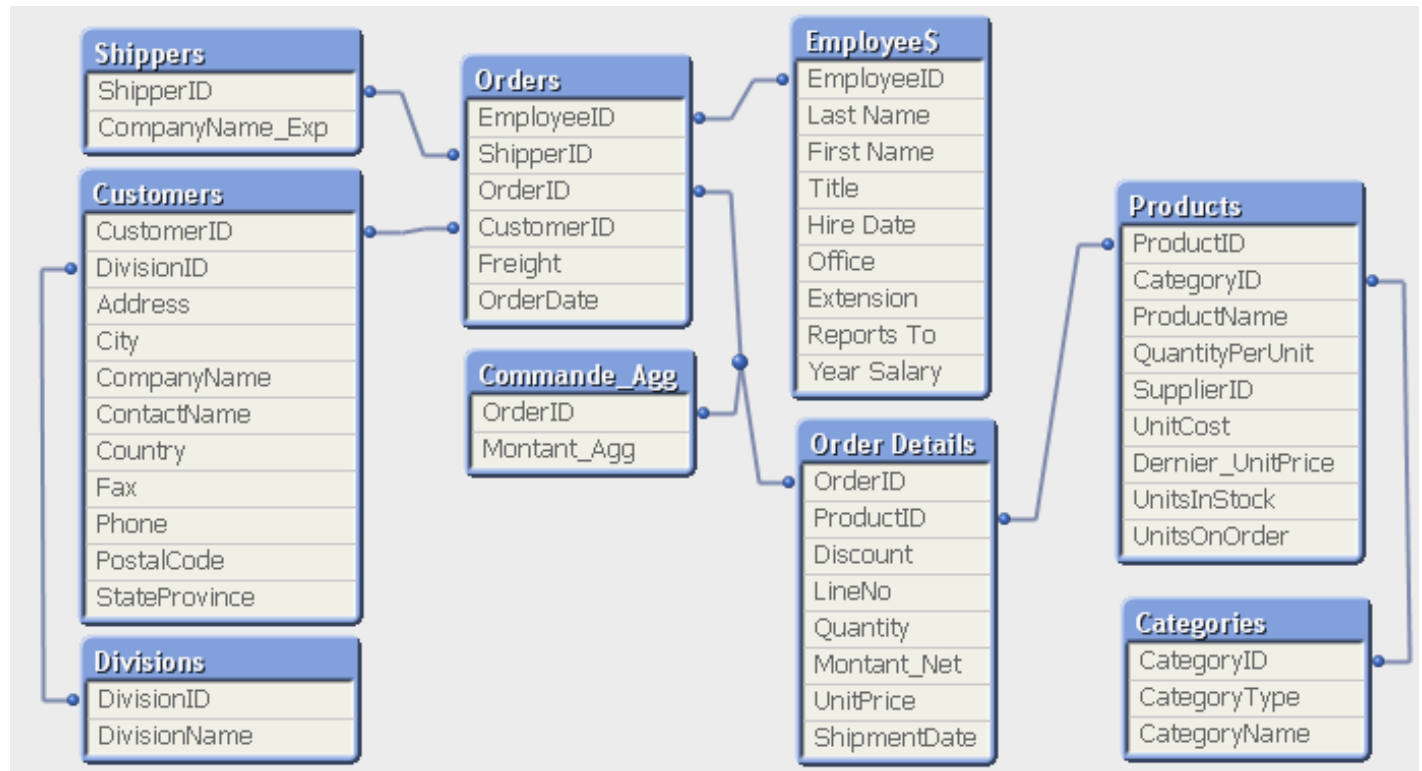 Shippers
ShipperID
CompanyName_Exp
Customers
CustomerID
DivisionID
Address
City
CompanyName
ContactName
Country
Fax
Phone
PostalCode
StateProvince
Divisions
DivisionID
DivisionName
Orders
EmployeeID
ShipperID
OrderID
CustomerID
Freight
OrderDate
Commande_Agg
OrderID
Montant_Agg
Employee$
EmployeeID
Last Name
First Name
Title
Hire Date
Office
Extension
Reports To
Year Salary
Order Details
OrderID
ProductID
Discount
LineNo
Quantity
Montant_Net
UnitPrice
ShipmentDate
Products
ProductID
CategoryID
ProductName
QuantityPerUnit
SupplierID
UnitCost
Dernier_UnitPrice
UnitsInStock
UnitsOnOrder
Categories
CategoryID
CategoryType
CategoryName